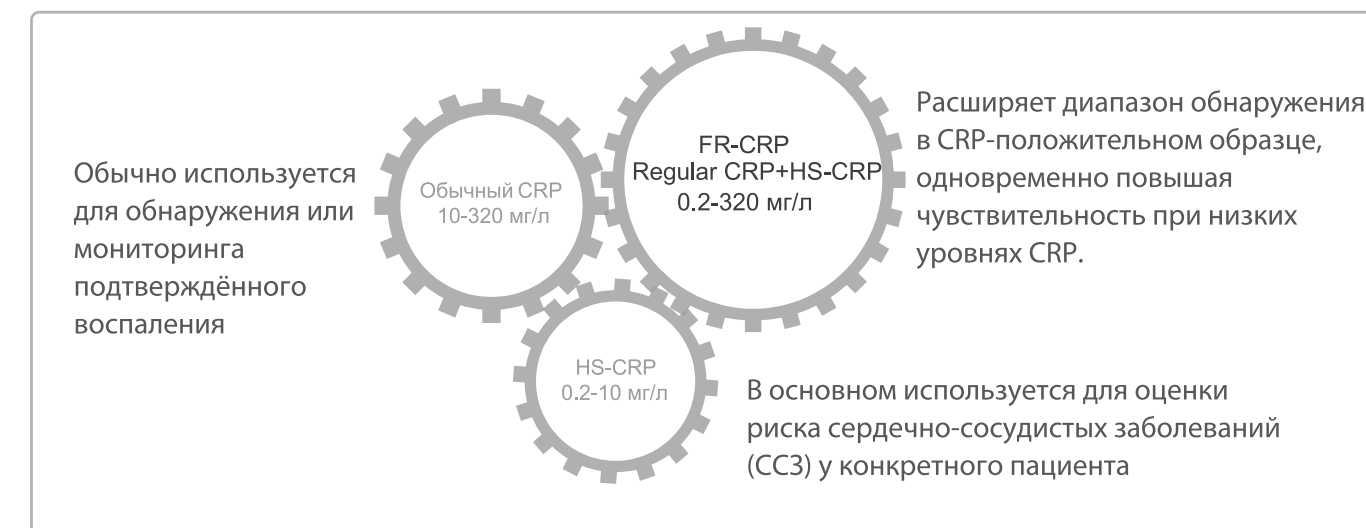 Обычно используется
для обнаружения или
мониторинга
подтверждённого
воспаления
Обычный CRP
10-320 мг/л
FR-CRP
Regular CRP+HS-CRP
0.2-320 мг/л
Расширяет диапазон обнаружения
в CRP-положительном образце,
одновременно повышая
чувствительность при низких
уровнях CRP.
HS-CRP
0.2-10 мг/л
В основном используется для оценки
риска сердечно-сосудистых заболеваний
(ССЗ) у конкретного пациента